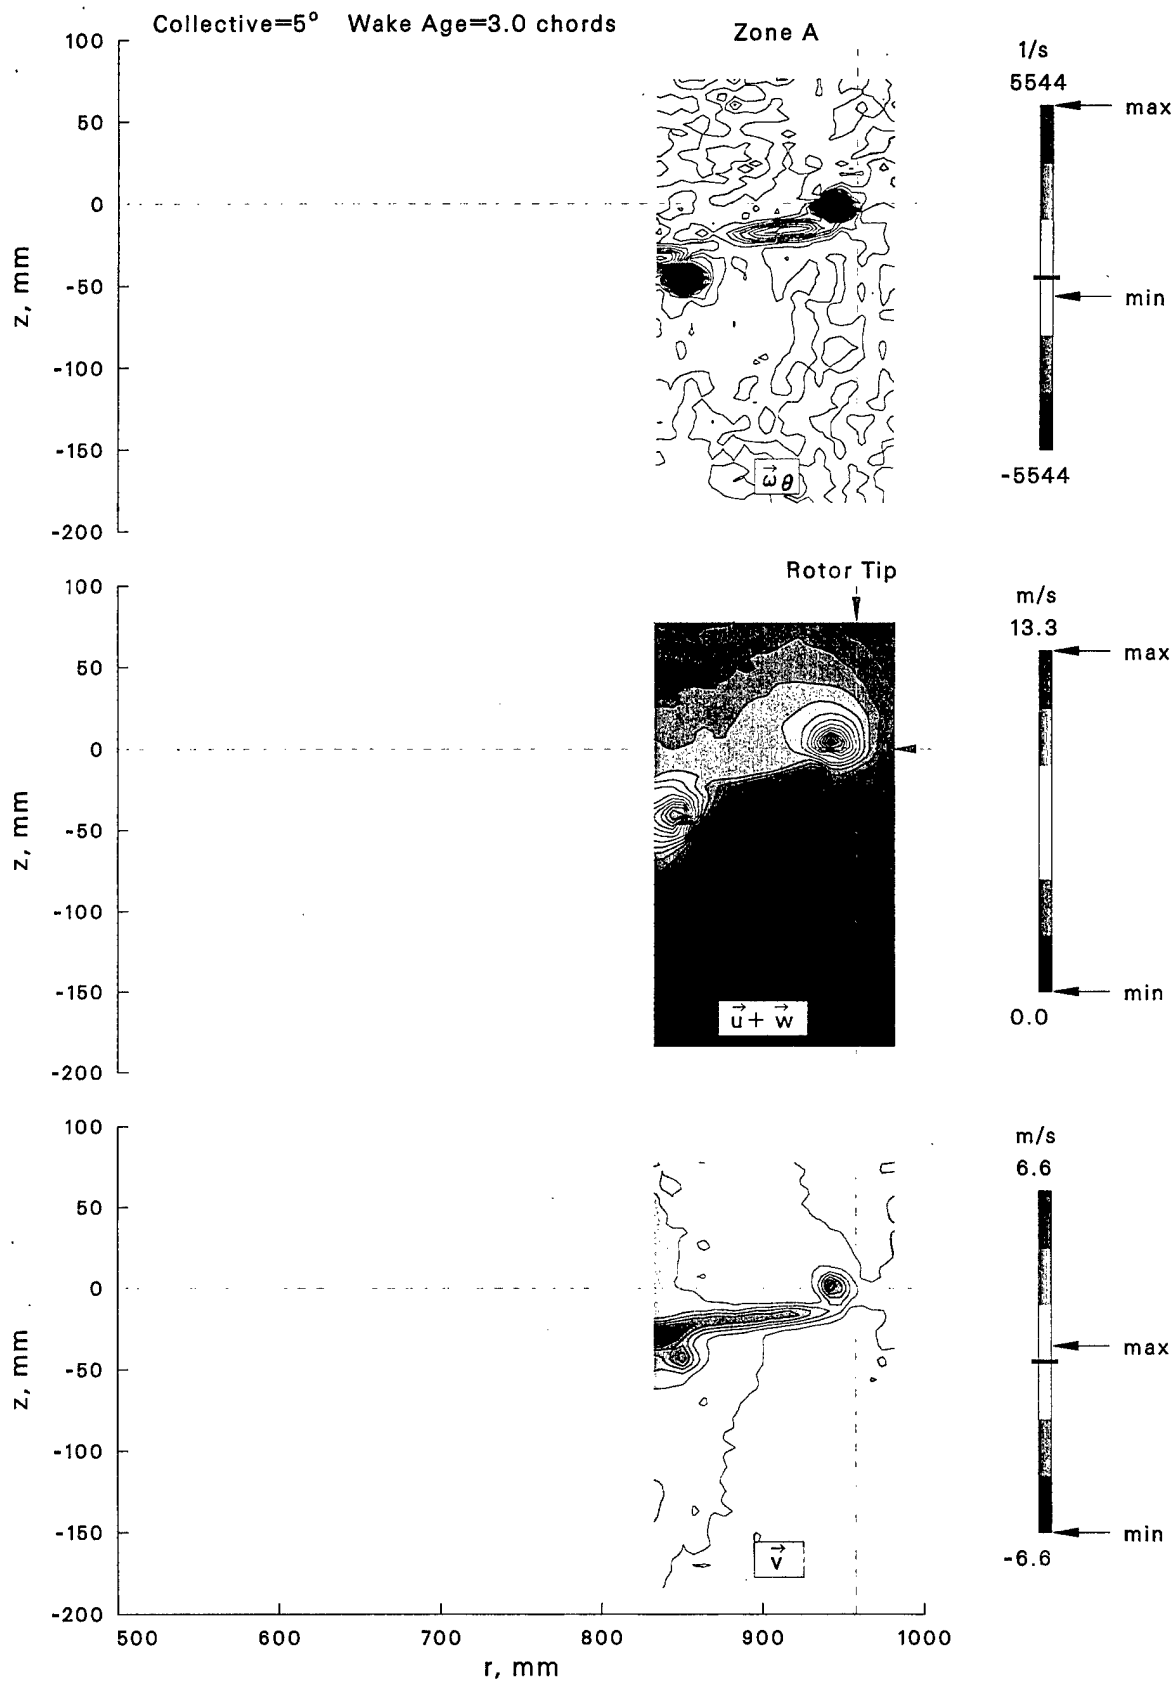 Collective=5° Wake Age=3.0 chords
Zone A
100
50
0
-50
-100
-150
-200
z, mm
ω⃗ θ
1/s
5544
max
min
-5544
Rotor Tip
100
50
0
-50
-100
-150
-200
z, mm
u⃗ + w⃗
m/s
13.3
max
min
0.0
100
50
0
-50
-100
-150
-200
z, mm
v⃗
m/s
6.6
max
min
-6.6
500 600 700 800 900 1000
r, mm